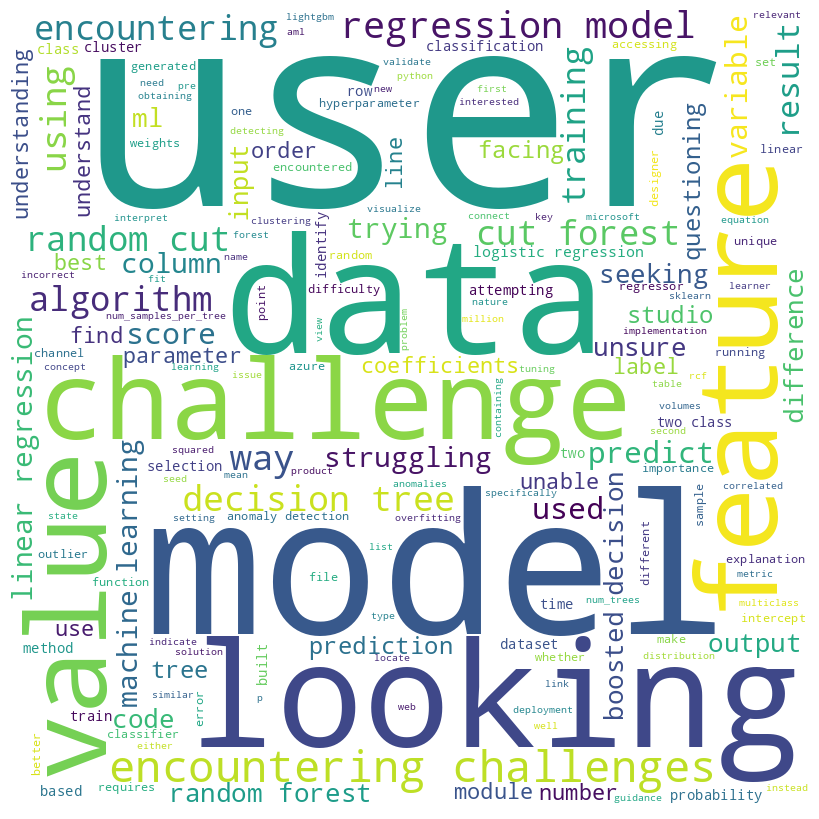 lightgbm
relevant
encountering
regression model
aml
validate
python
first
accessing
set
class
cluster
classification
user
generated
need
pre
obtaining
row
new
interested
hyperparameter
understanding
using
understand
ml
weights
one
detecting
input
order
encountered
line
facing
training
questioning
due
designer
variable
result
linear
interpret
clustering
visualize
connect
key
microsoft
equation
random cut
forest
name
identify
trying
cut forest
unique
incorrect
best
column
fit
random
logistic regression
seeking
regressor
sklearn
learner
data
algorithm
num_samples_per_tree
point
difficulty
attempting
nature
view
million
studio
implementation
feature
find
score
problem
unsure
running
difference
channel
parameter
azure
coefficients
label
concept
learning
issue
tuning
table
rcf
linear regression
challenge
containing
volumes
two class
second
value
machine learning
selection
squared
mean
product
way
struggling
two
predict
importance
correlated
seed
decision tree
anomalies
specifically
unable
used
boosted decision
sample
state
setting
anomaly detection
overfitting
list
different
metric
outlier
model
explanation
function
file
type
time
num_trees
multiclass
intercept
use
method
indicate
solution
prediction
dataset
make
whether
distribution
output
tree
built
locate
looking
link
similar
error
p
web
deployment
well
train
code
classifier
either
better
encountering challenges
based
requires
random forest
module
number
guidance
probability
instead